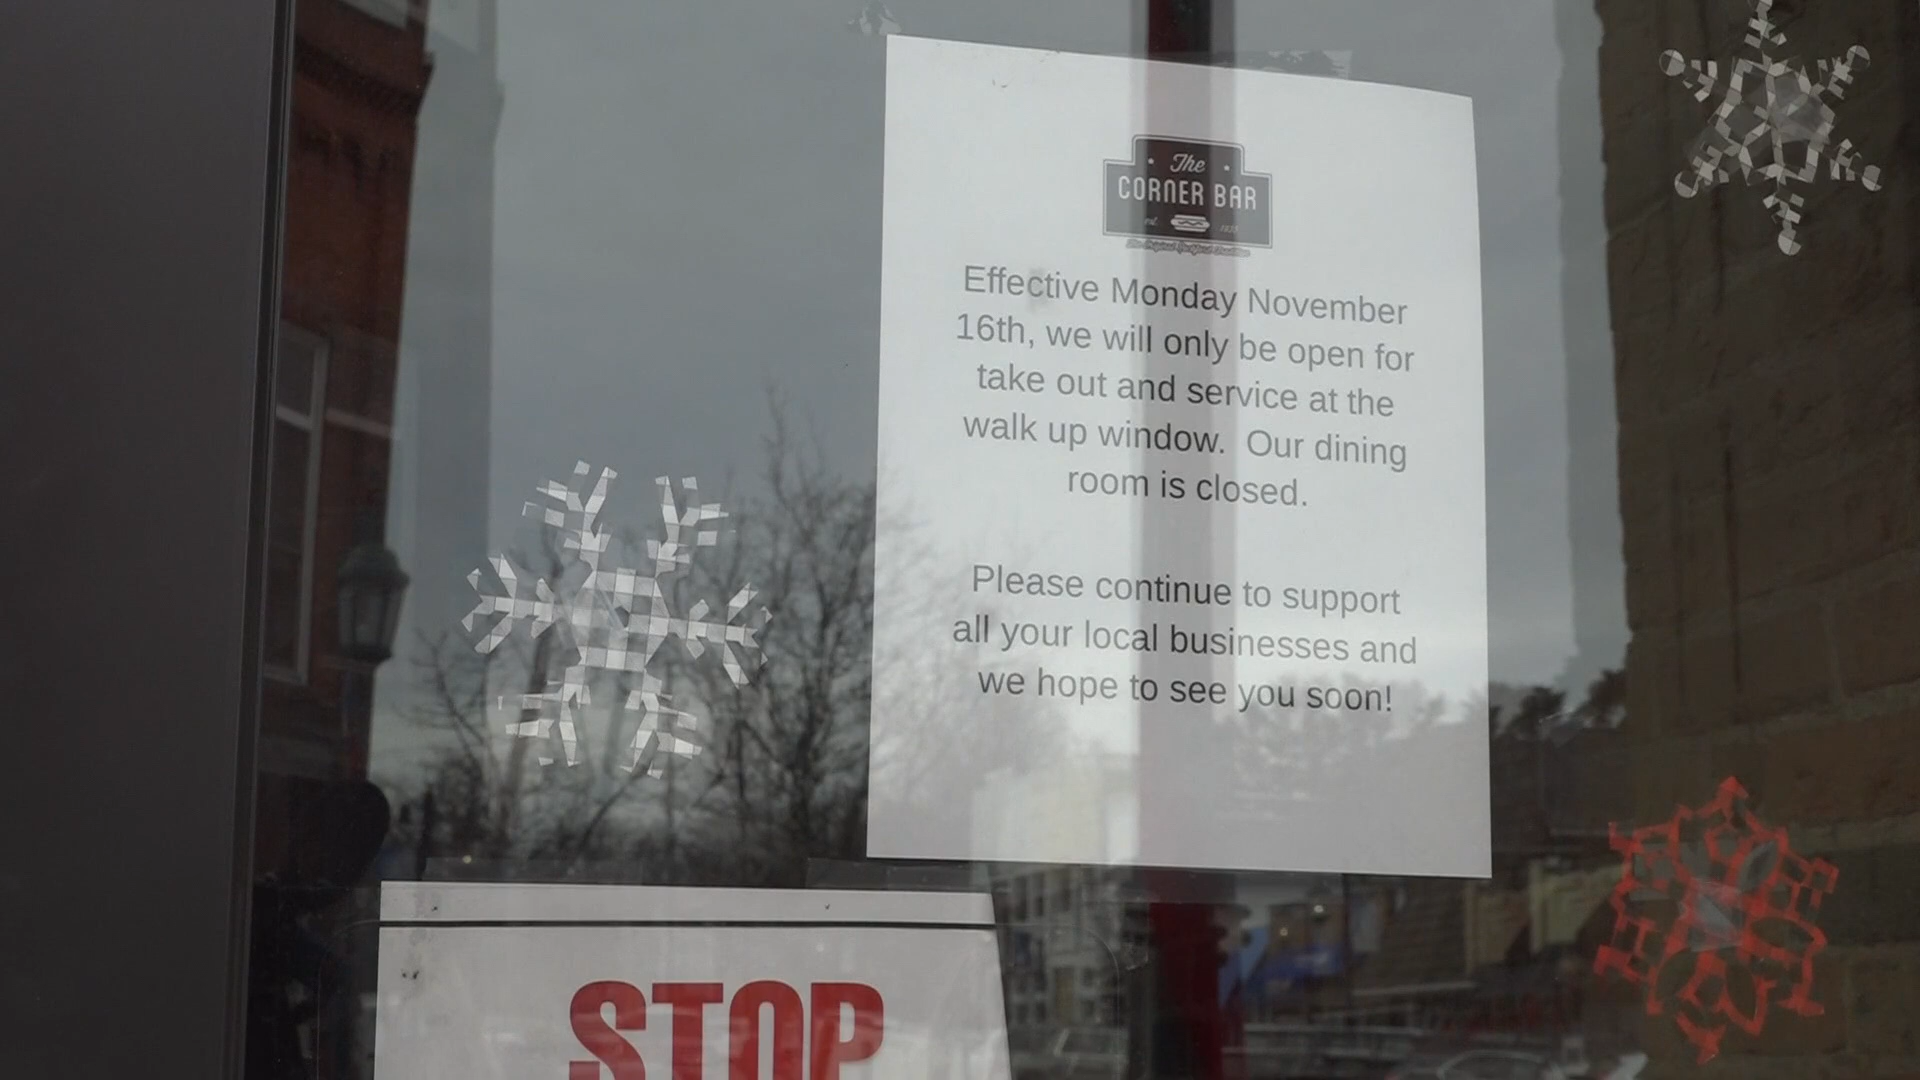 The
CORNER BAR
est. 1835
Effective Monday November
16th, we will only be open for
take out and service at the
walk up window.  Our dining
room is closed.
Please continue to support
all your local businesses and
we hope to see you soon!
STOP